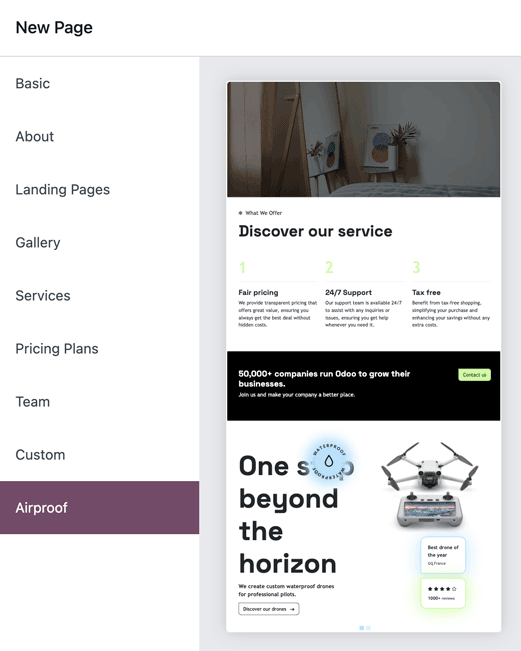 New Page
Basic
About
Landing Pages
Gallery
Services
Pricing Plans
Team
Custom
Airproof
What We Offer
Discover our service
1
2
3
Fair pricing
We provide transparent pricing that
offers great value, ensuring you
always get the best deal without
hidden costs.
24/7 Support
Our support team is available 24/7
to assist with any inquiries or
issues, ensuring you get help
whenever you need it.
Tax free
Benefit from tax-free shopping,
simplifying your purchase and
enhancing your savings without any
extra costs.
50,000+ companies run Odoo to grow their
businesses.
Join us and make your company a better place.
Contact us
WATERPROOF
WATERPROOF
One step
beyond
the
horizon
We create custom waterproof drones
for professional pilots.
Discover our drones
Best drone of
the year
GQ France
1000+ reviews